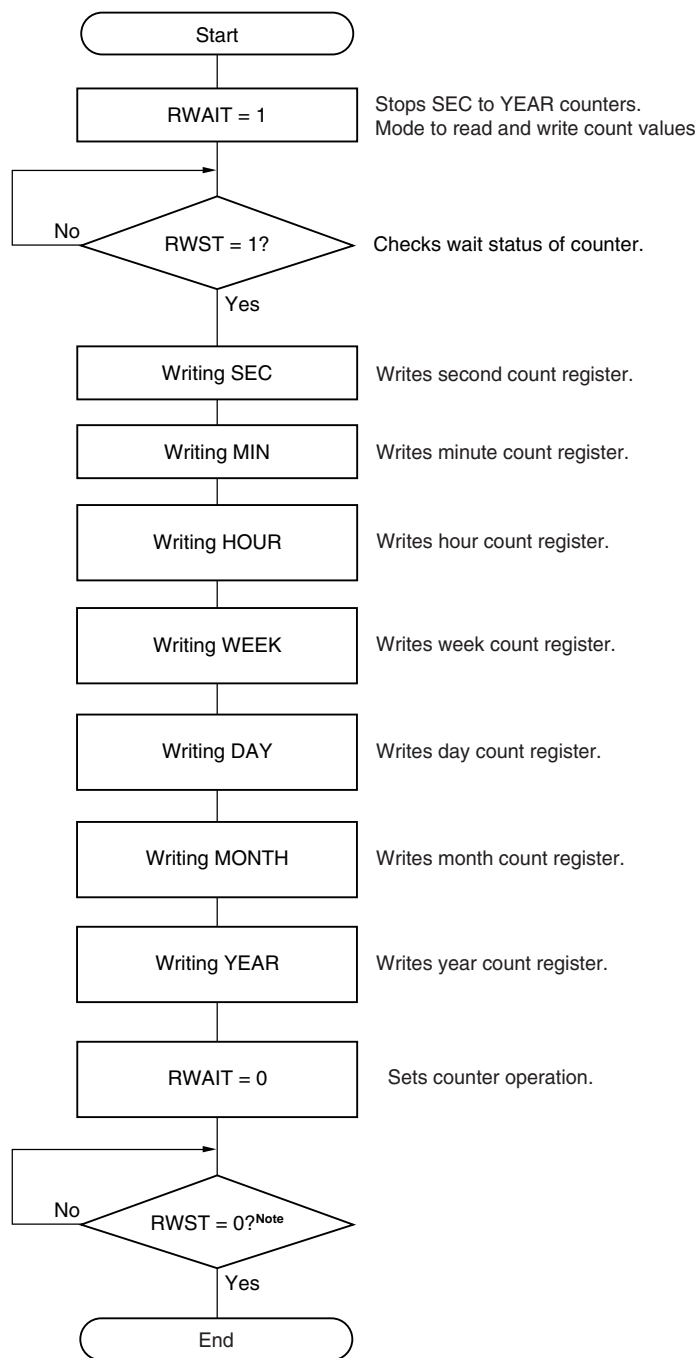 Start
RWAIT = 1
Stops SEC to YEAR counters.
Mode to read and write count values
No
RWST = 1?
Checks wait status of counter.
Yes
Writing SEC
Writes second count register.
Writing MIN
Writes minute count register.
Writing HOUR
Writes hour count register.
Writing WEEK
Writes week count register.
Writing DAY
Writes day count register.
Writing MONTH
Writes month count register.
Writing YEAR
Writes year count register.
RWAIT = 0
Sets counter operation.
No
RWST = 0?Note
Yes
End